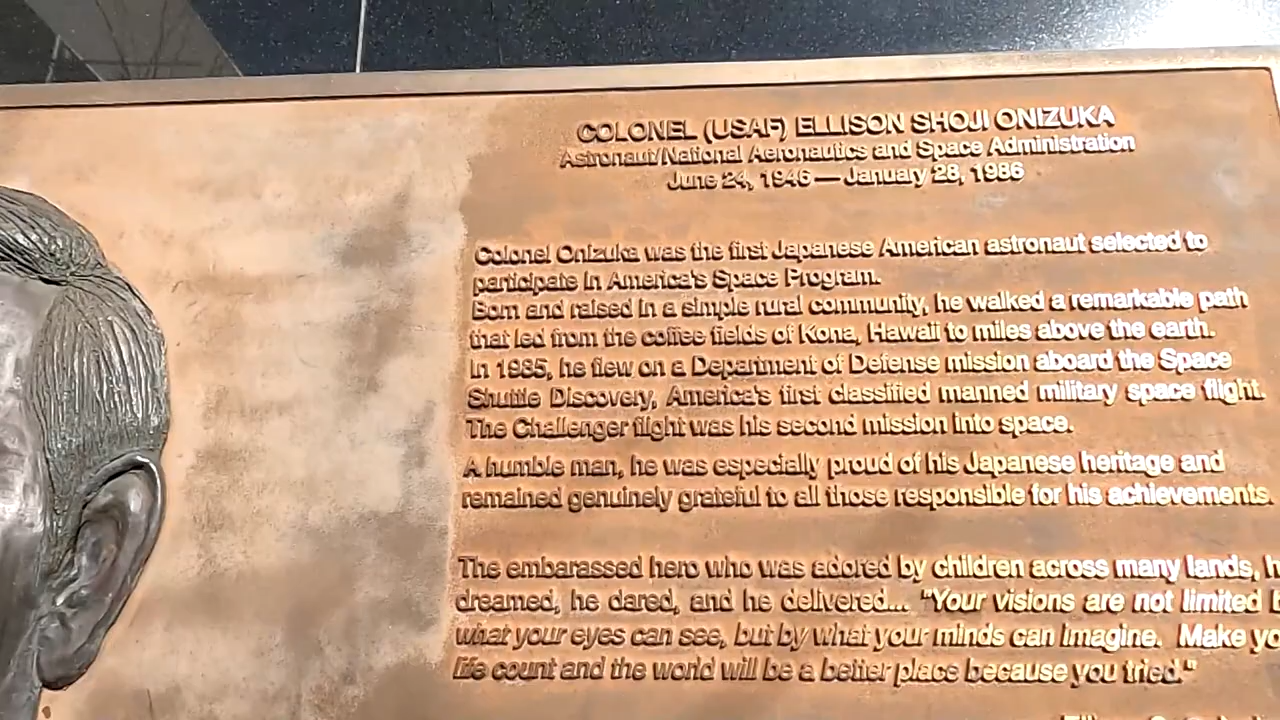 COLONEL (USAF) ELLISON SHOJI ONIZUKA
Astronaut/National Aeronautics and Space Administration
June 24, 1946 — January 28, 1986
Colonel Onizuka was the first Japanese American astronaut selected to
participate in America's Space Program.
Born and raised in a simple rural community, he walked a remarkable path
that led from the coffee fields of Kona, Hawaii to miles above the earth.
In 1985, he flew on a Department of Defense mission aboard the Space
Shuttle Discovery, America's first classified manned military space flight.
The Challenger flight was his second mission into space.
A humble man, he was especially proud of his Japanese heritage and
remained genuinely grateful to all those responsible for his achievements.
The embarassed hero who was adored by children across many lands,
dreamed, he dared, and he delivered... "Your visions are not limited
what your eyes can see, but by what your minds can imagine. Make
life count and the world will be a better place because you tried."